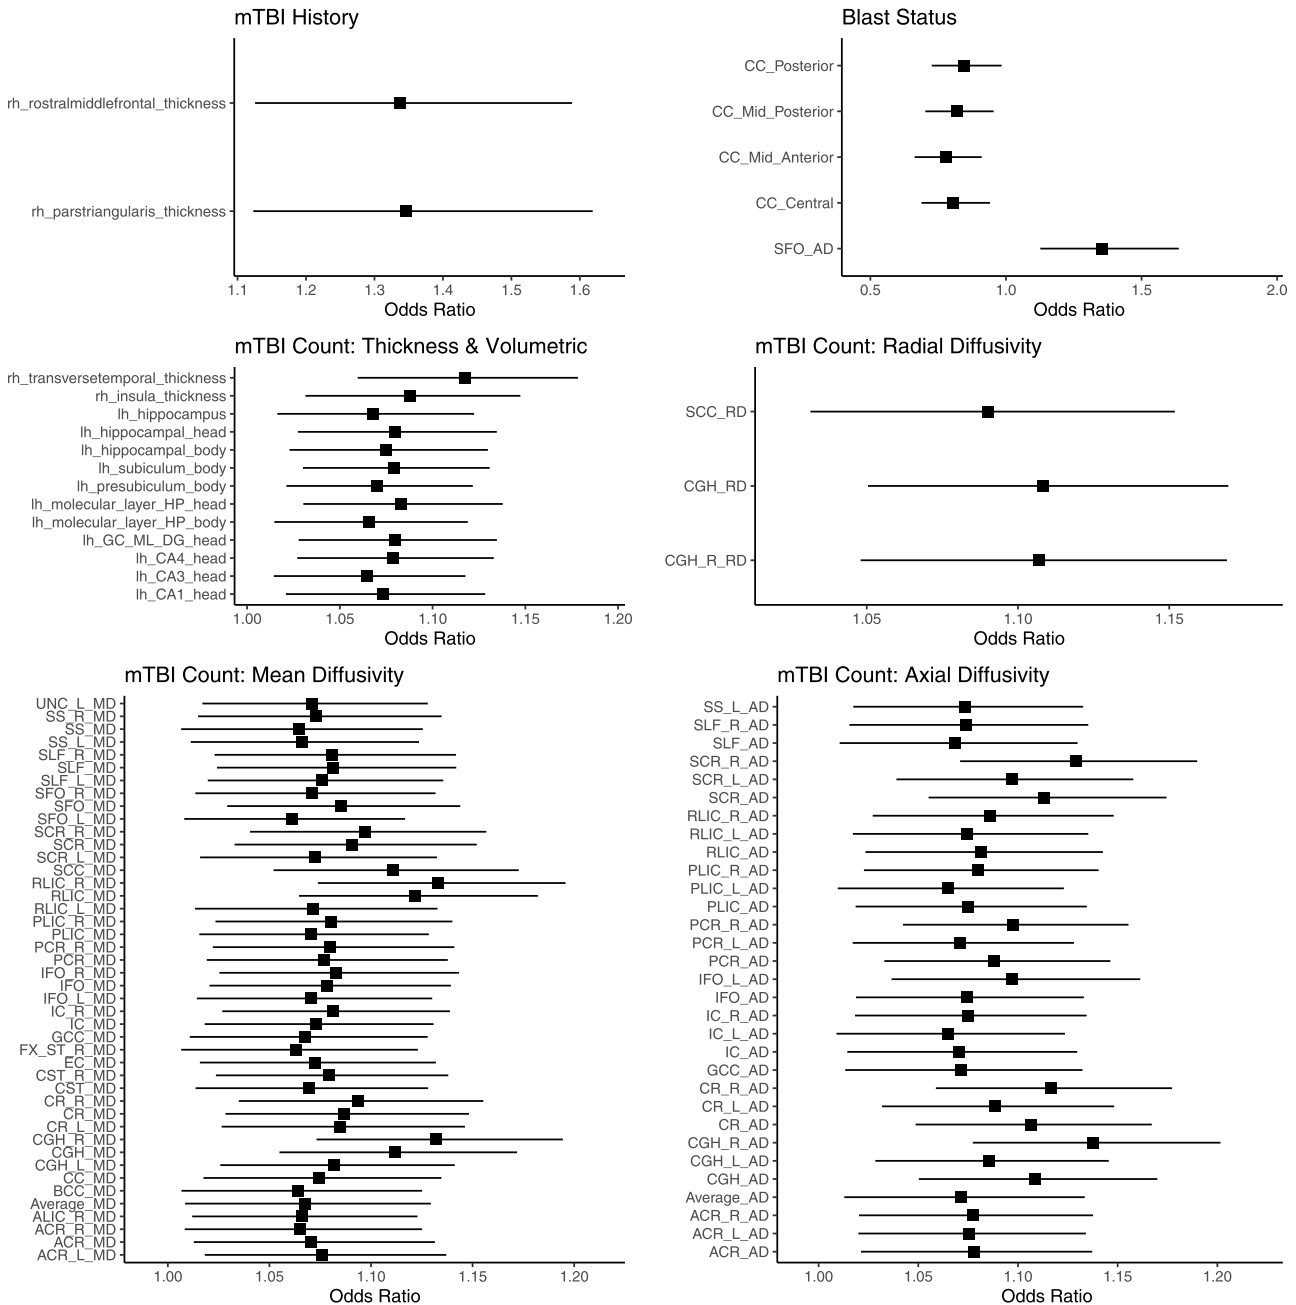 mTBI History
rh_rostralmiddlefrontal_thickness
rh_parstriangularis_thickness
1.1 1.2 1.3 1.4 1.5 1.6
Odds Ratio
Blast Status
CC_Posterior
CC_Mid_Posterior
CC_Mid_Anterior
CC_Central
SFO_AD
0.5 1.0 1.5 2.0
Odds Ratio
mTBI Count: Thickness & Volumetric
rh_transversetemporal_thickness
rh_insula_thickness
lh_hippocampus
lh_hippocampal_head
lh_hippocampal_body
lh_subiculum_body
lh_presubiculum_body
lh_molecular_layer_HP_head
lh_molecular_layer_HP_body
lh_GC_ML_DG_head
lh_CA4_head
lh_CA3_head
lh_CA1_head
1.00 1.05 1.10 1.15 1.20
Odds Ratio
mTBI Count: Radial Diffusivity
SCC_RD
CGH_RD
CGH_R_RD
1.05 1.10 1.15
Odds Ratio
mTBI Count: Mean Diffusivity
UNC_L_MD
SS_R_MD
SS_MD
SS_L_MD
SLF_R_MD
SLF_MD
SLF_L_MD
SFO_R_MD
SFO_MD
SFO_L_MD
SCR_R_MD
SCR_MD
SCR_L_MD
SCC_MD
RLIC_R_MD
RLIC_MD
RLIC_L_MD
PLIC_R_MD
PLIC_MD
PCR_R_MD
PCR_MD
IFO_R_MD
IFO_MD
IFO_L_MD
IC_R_MD
IC_MD
GCC_MD
FX_ST_R_MD
EC_MD
CST_R_MD
CST_MD
CR_R_MD
CR_MD
CR_L_MD
CGH_R_MD
CGH_MD
CGH_L_MD
CC_MD
BCC_MD
Average_MD
ALIC_R_MD
ACR_R_MD
ACR_MD
ACR_L_MD
1.00 1.05 1.10 1.15 1.20
Odds Ratio
mTBI Count: Axial Diffusivity
SS_L_AD
SLF_R_AD
SLF_AD
SCR_R_AD
SCR_L_AD
SCR_AD
RLIC_R_AD
RLIC_L_AD
RLIC_AD
PLIC_R_AD
PLIC_L_AD
PLIC_AD
PCR_R_AD
PCR_L_AD
PCR_AD
IFO_L_AD
IFO_AD
IC_R_AD
IC_L_AD
IC_AD
GCC_AD
CR_R_AD
CR_L_AD
CR_AD
CGH_R_AD
CGH_L_AD
CGH_AD
Average_AD
ACR_R_AD
ACR_L_AD
ACR_AD
1.00 1.05 1.10 1.15 1.20
Odds Ratio